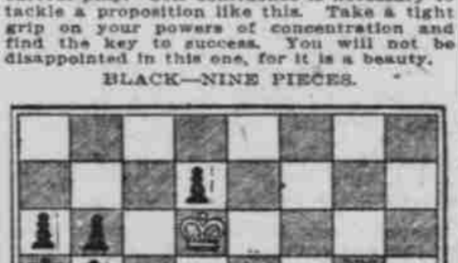 tackle a proposition like this. Take a tight
grip on your powers of concentration and
find the key to success. You will not be
disappointed in this one, for it is a beauty.
BLACK—NINE PIECES.